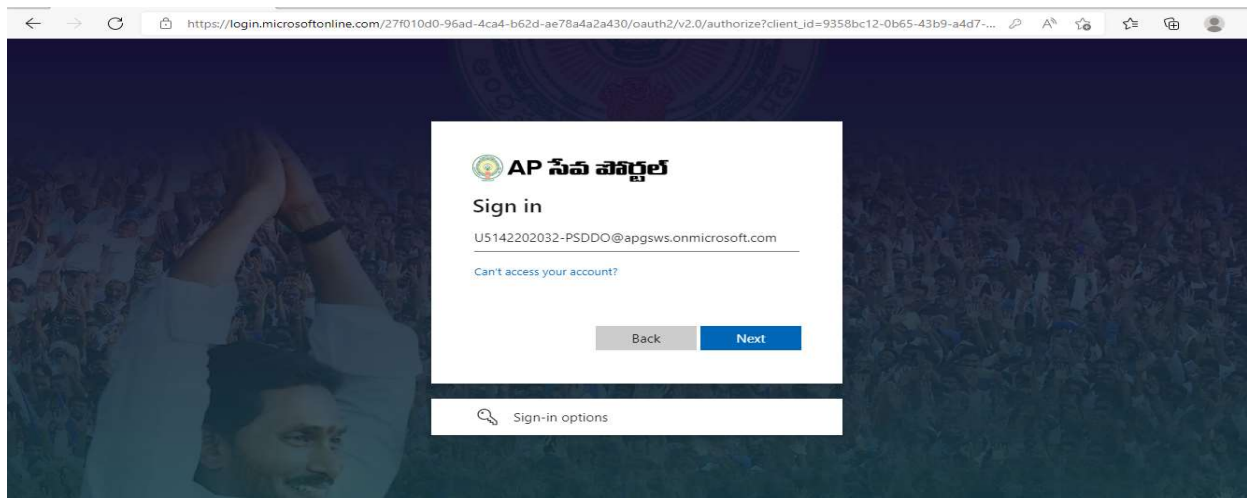 https://login.microsoftonline.com/27f010d0-96ad-4ca4-b62d-ae78a4a2a430/oauth2/v2.0/authorize?client_id=9358bc12-0b65-43b9-a4d7-...
AP సేవ పోర్టల్
Sign in
U5142202032-PSDDO@apgsws.onmicrosoft.com
Can't access your account?
Back Next
Sign-in options